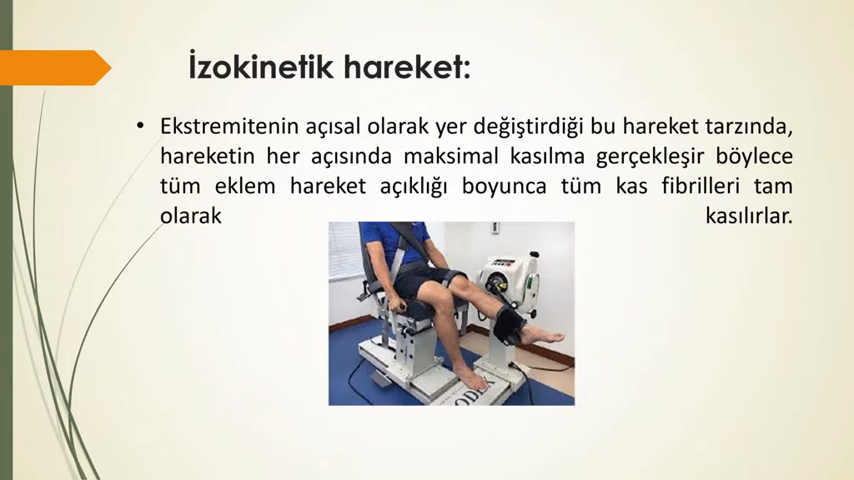 İzokinetik hareket:
• Ekstremitenin açısal olarak yer değiştirdiği bu hareket tarzında,
hareketin her açısında maksimal kasılma gerçekleşir böylece
tüm eklem hareket açıklığı boyunca tüm kas fibrilleri tam
olarak kasılırlar.
ODEX